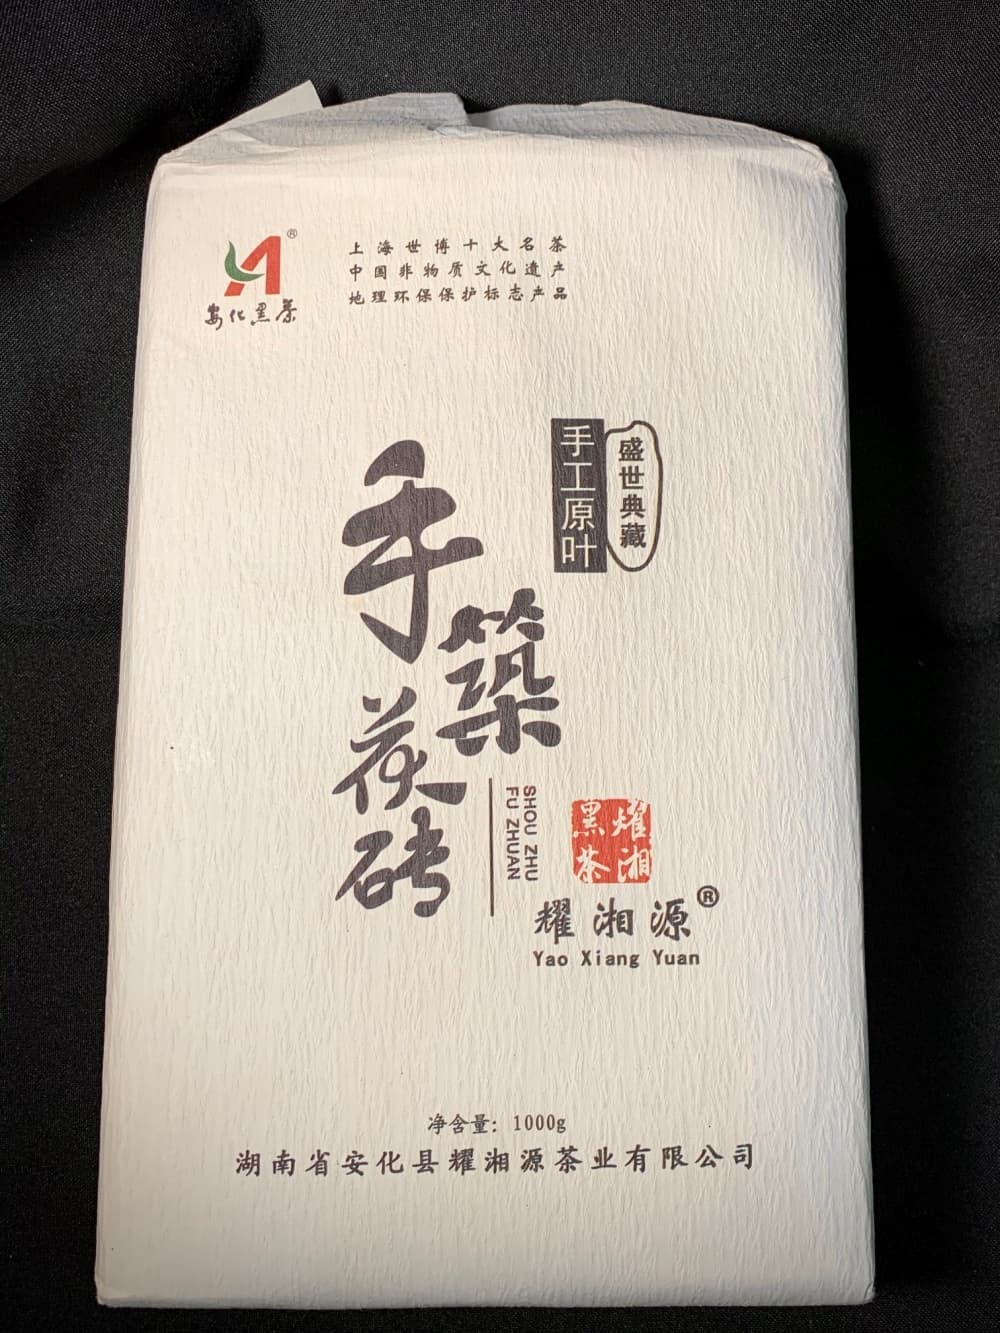 安化黑茶
®
上海世博十大名茶
中国非物质文化遗产
地理环保保护标志产品
手工原叶
盛世典藏
手築茯砖
SHOU ZHU
FU ZHUAN
耀湘
黑茶
耀湘源®
Yao Xiang Yuan
净含量: 1000g
湖南省安化县耀湘源茶业有限公司